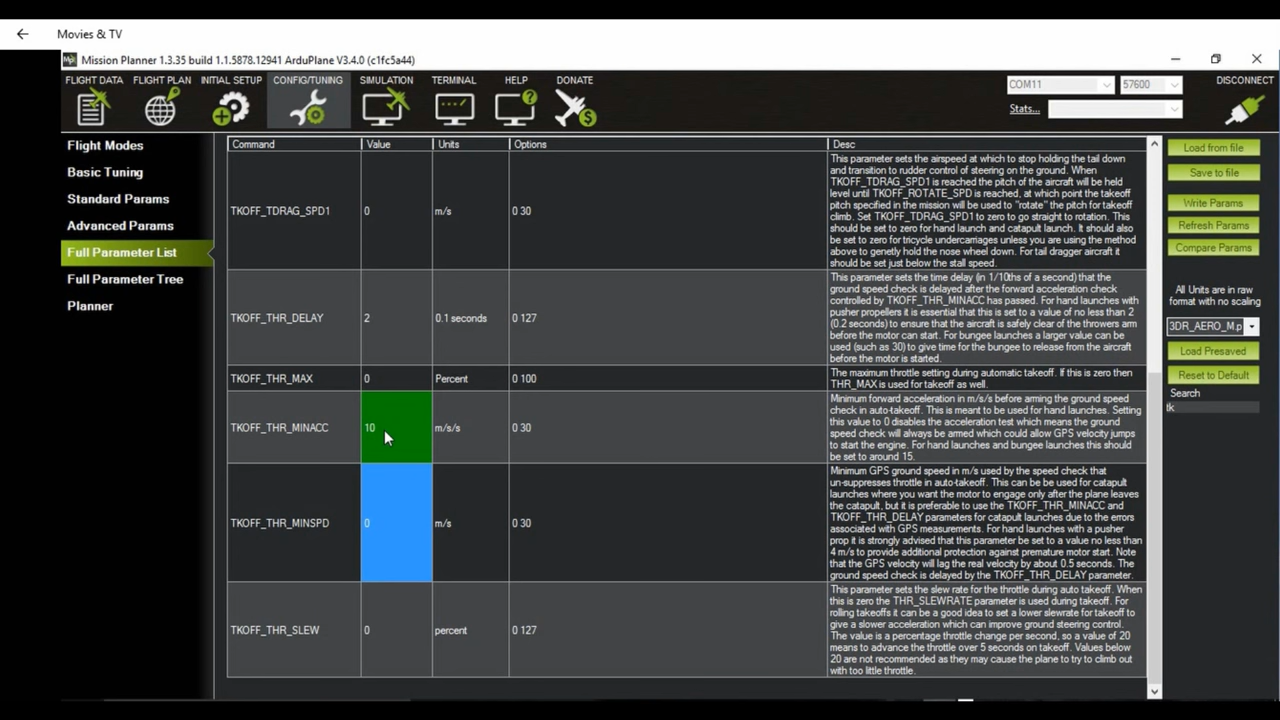 Movies & TV
Mission Planner 1.3.35 build 1.1.5878.12941 ArduPlane V3.4.0 (c1fc5a44)
FLIGHT DATA FLIGHT PLAN INITIAL SETUP CONFIG/TUNING SIMULATION TERMINAL HELP DONATE
COM11 57600 DISCONNECT
Stats...
Flight Modes
Basic Tuning
Standard Params
Advanced Params
Full Parameter List
Full Parameter Tree
Planner
Command Value Units Options Desc
TKOFF_TDRAG_SPD1 0 m/s 0 30
This parameter sets the airspeed at which to stop holding the tail down
and transition to rudder control of steering on the ground. When
TKOFF_TDRAG_SPD1 is reached the pitch of the aircraft will be held
level until TKOFF_ROTATE_SPD is reached, at which point the takeoff
pitch specified in the mission will be used to "rotate" the pitch for takeoff
climb. Set TKOFF_TDRAG_SPD1 to zero to go straight to rotation. This
should be set to zero for hand launch and catapult launch. It should also
be set to zero for tricycle undercarriages unless you are using the method
above to genetly hold the nose wheel down. For tail dragger aircraft it
should be set just below the stall speed.
TKOFF_THR_DELAY 2 0.1 seconds 0 127
This parameter sets the time delay (in 1/10ths of a second) that the
ground speed check is delayed after the forward acceleration check
controlled by TKOFF_THR_MINACC has passed. For hand launches with
pusher propellers it is essential that this is set to a value of no less than 2
(0.2 seconds) to ensure that the aircraft is safely clear of the throwers arm
before the motor can start. For bungee launches a larger value can be
used (such as 30) to give time for the bungee to release from the aircraft
before the motor is started.
TKOFF_THR_MAX 0 Percent 0 100
The maximum throttle setting during automatic takeoff. If this is zero then
THR_MAX is used for takeoff as well.
TKOFF_THR_MINACC 10 m/s/s 0 30
Minimum forward acceleration in m/s/s before arming the ground speed
check in auto-takeoff. This is meant to be used for hand launches. Setting
this value to 0 disables the acceleration test which means the ground
speed check will always be armed which could allow GPS velocity jumps
to start the engine. For hand launches and bungee launches this should
be set to around 15.
TKOFF_THR_MINSPD 0 m/s 0 30
Minimum GPS ground speed in m/s used by the speed check that
un-suppresses throttle in auto-takeoff. This can be be used for catapult
launches where you want the motor to engage only after the plane leaves
the catapult, but it is preferable to use the TKOFF_THR_MINACC and
TKOFF_THR_DELAY parameters for catapult launches due to the errors
associated with GPS measurements. For hand launches with a pusher
prop it is strongly advised that this parameter be set to a value no less than
4 m/s to provide additional protection against premature motor start. Note
that the GPS velocity will lag the real velocity by about 0.5 seconds. The
ground speed check is delayed by the TKOFF_THR_DELAY parameter.
TKOFF_THR_SLEW 0 percent 0 127
This parameter sets the slew rate for the throttle during auto takeoff. When
this is zero the THR_SLEWRATE parameter is used during takeoff. For
rolling takeoffs it can be a good idea to set a lower slewrate for takeoff to
give a slower acceleration which can improve ground steering control.
The value is a percentage throttle change per second, so a value of 20
means to advance the throttle over 5 seconds on takeoff. Values below
20 are not recommended as they may cause the plane to try to climb out
with too little throttle.
Load from file
Save to file
Write Params
Refresh Params
Compare Params
All Units are in raw
format with no scaling
3DR_AERO_M.p
Load Presaved
Reset to Default
Search
tk